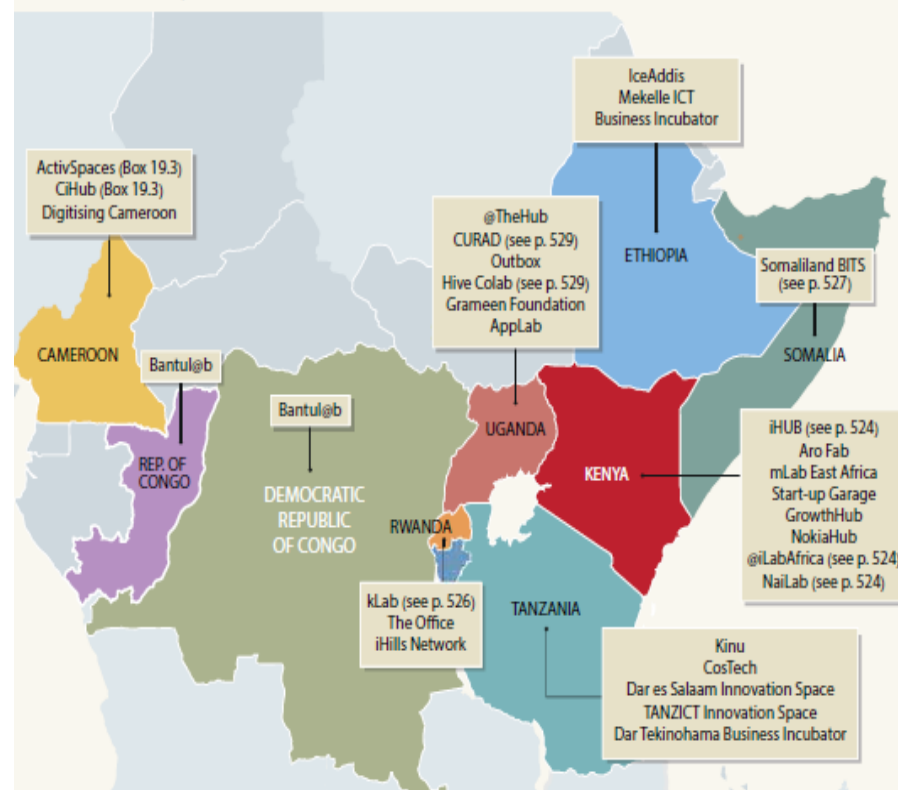 IceAddis
Mekelle ICT
Business Incubator
ActivSpaces (Box 19.3)
CiHub (Box 19.3)
Digitising Cameroon
@TheHub
CURAD (see p. 529)
Outbox
Hive Colab (see p. 529)
Grameen Foundation
AppLab
ETHIOPIA
Somaliland BITS
(see p. 527)
CAMEROON
SOMALIA
Bantul@b
Bantul@b
UGANDA
REP. OF
CONGO
KENYA
iHUB (see p. 524)
Aro Fab
mLab East Africa
Start-up Garage
GrowthHub
NokiaHub
@iLabAfrica (see p. 524)
NaiLab (see p. 524)
DEMOCRATIC
REPUBLIC
OF CONGO
RWANDA
kLab (see p. 526)
The Office
iHills Network
TANZANIA
Kinu
CosTech
Dar es Salaam Innovation Space
TANZICT Innovation Space
Dar Tekinohama Business Incubator